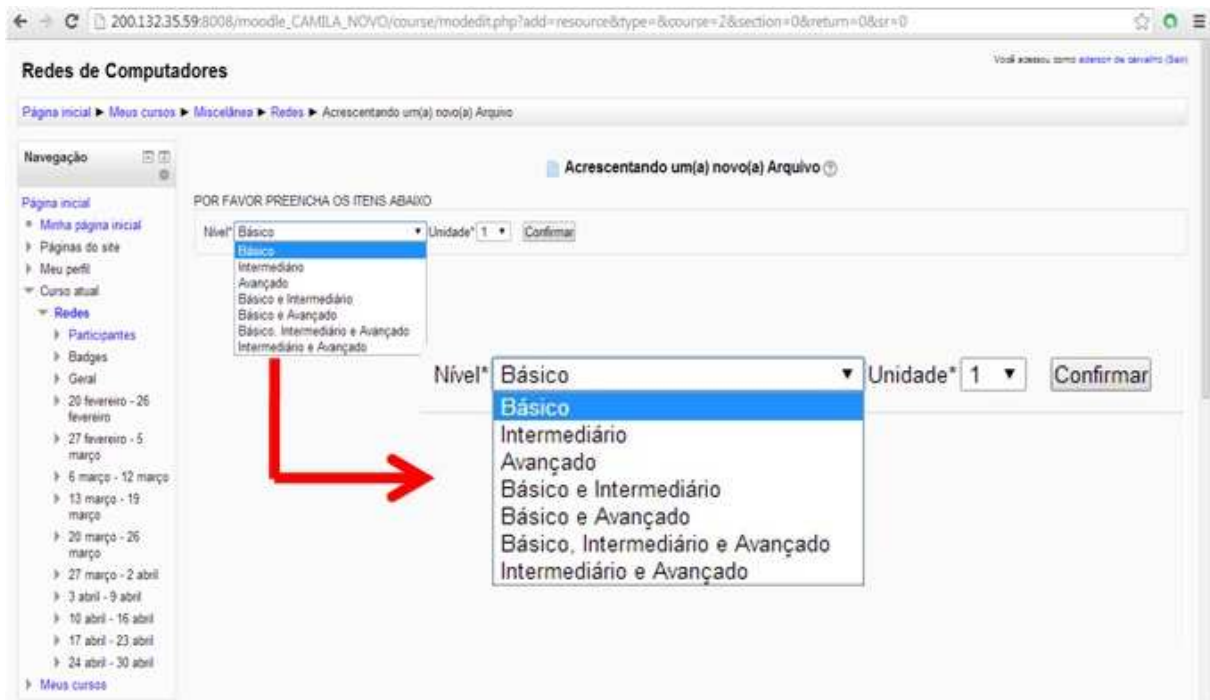 200.132.35.59:8008/moodle_CAMILA_NOVO/course/modedit.php?add=resource&type=&course=2&section=0&return=0&sr=0
Redes de Computadores
Você acessou como
Página inicial ▶ Meus cursos ▶ Miscelânea ▶ Redes ▶ Acrescentando um(a) novo(a) Arquivo
Navegação
Página inicial
Minha página inicial
Páginas do site
Meu perfil
Curso atual
Redes
Participantes
Badges
Geral
20 fevereiro - 26
fevereiro
27 fevereiro - 5
março
6 março - 12 março
13 março - 19
março
20 março - 26
março
27 março - 2 abril
3 abril - 9 abril
10 abril - 16 abril
17 abril - 23 abril
24 abril - 30 abril
Meus cursos
Acrescentando um(a) novo(a) Arquivo
POR FAVOR PREENCHA OS ITENS ABAIXO
Nível* Básico Unidade* 1 Confirmar
Básico
Intermediário
Avançado
Básico e Intermediário
Básico e Avançado
Básico, Intermediário e Avançado
Intermediário e Avançado
Nível* Básico Unidade* 1 Confirmar
Básico
Intermediário
Avançado
Básico e Intermediário
Básico e Avançado
Básico, Intermediário e Avançado
Intermediário e Avançado